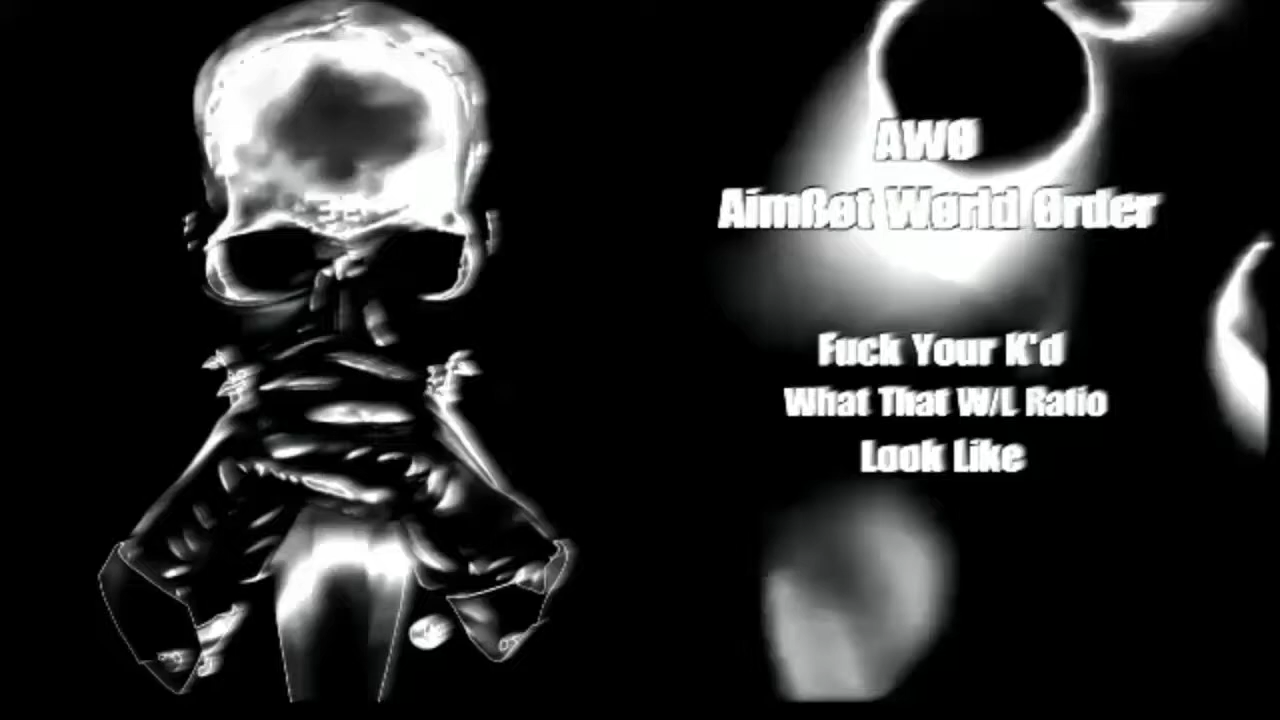 AWØ
Aimßøt Wørld Ørder
Fuck Your K'd
What That W/L Ratio
Look Like